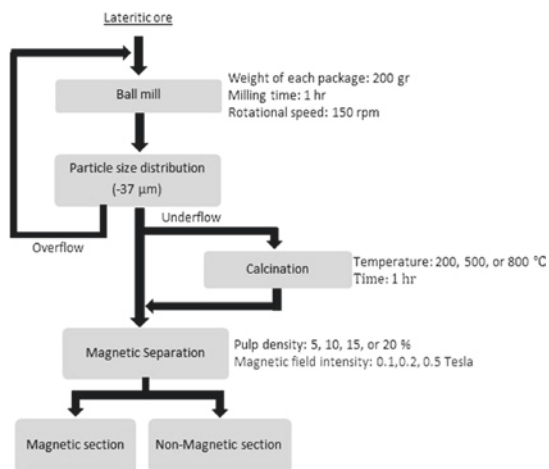 Lateritic ore
Ball mill
Weight of each package: 200 gr
Milling time: 1 hr
Rotational speed: 150 rpm
Particle size distribution
(-37 µm)
Underflow
Overflow
Calcination
Temperature: 200, 500, or 800 °C
Time: 1 hr
Magnetic Separation
Pulp density: 5, 10, 15, or 20 %
Magnetic field intensity: 0.1,0.2, 0.5 Tesla
Magnetic section
Non-Magnetic section